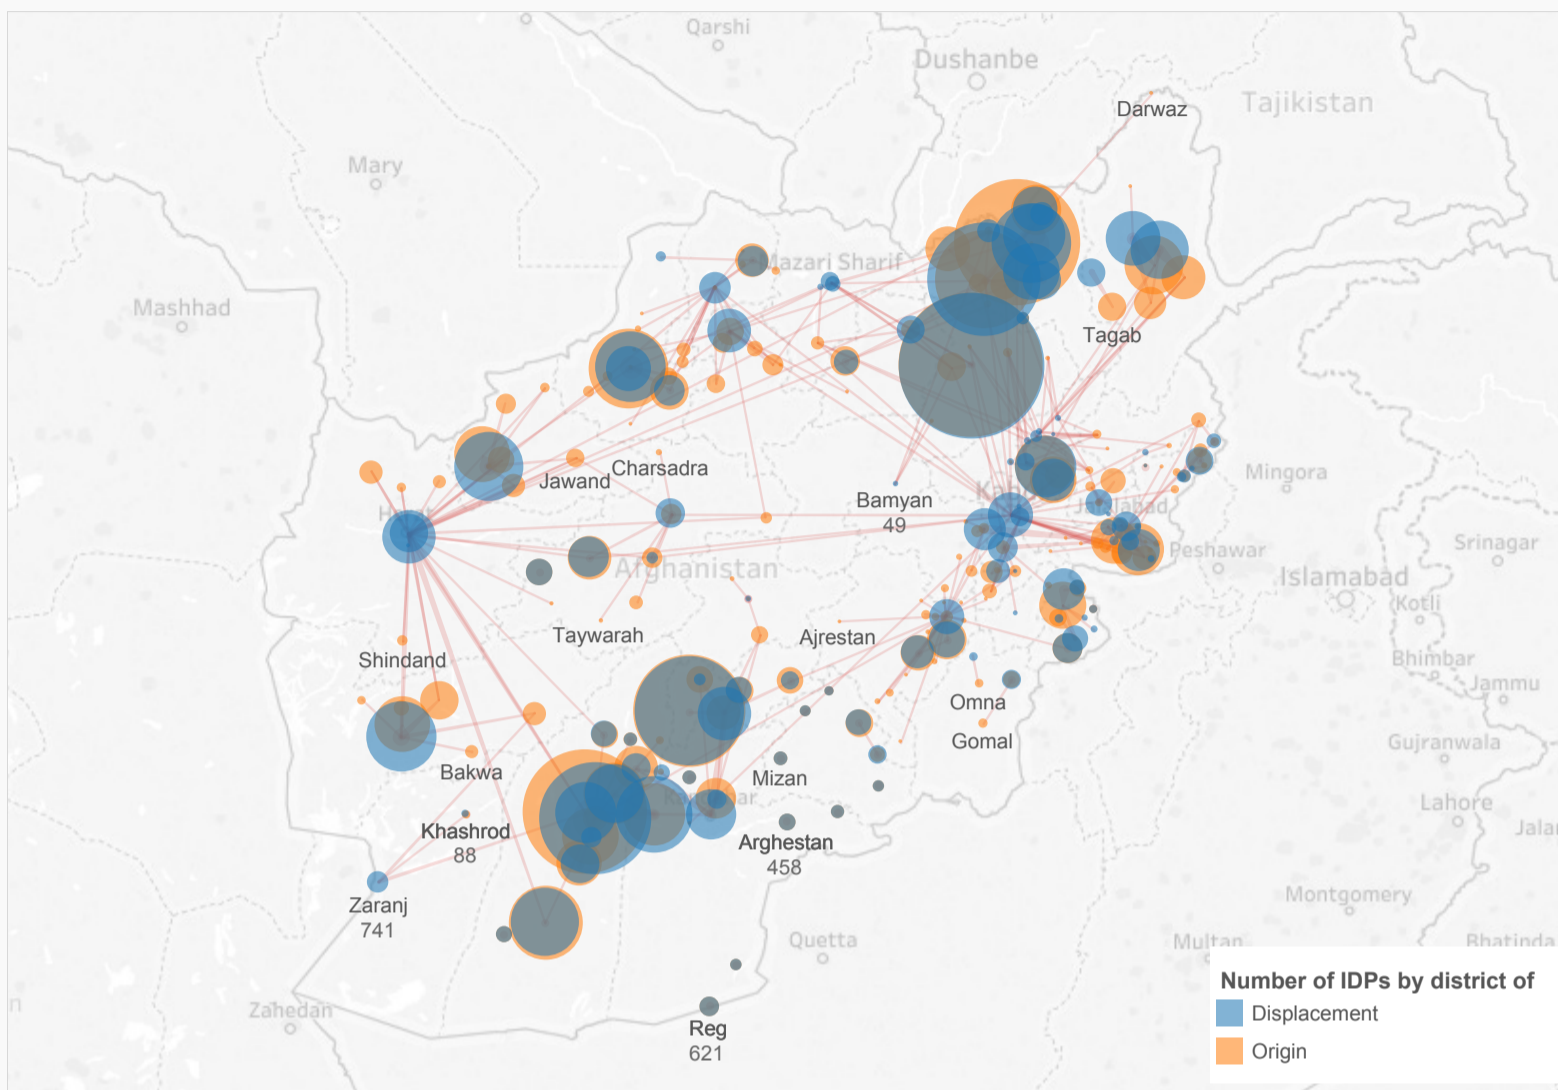 Qarshi
Dushanbe
Darwaz
Tajikistan
Mary
Mazari Sharif
Mashhad
Tagab
Charsadra
Jawand
Mingora
Bamyan
49
Peshawar
Srinagar
Afghanistan
Islamabad
Kotli
Taywarah
Ajrestan
Shindand
Bhimbar
Jammu
Omna
Gomal
Gujranwala
Bakwa
Mizan
Lahore
Khashrod
88
Arghestan
458
Montgomery
Zaranj
741
Quetta
Multan
Bhatinda
Number of IDPs by district of
Displacement
Origin
Zahedan
Reg
621